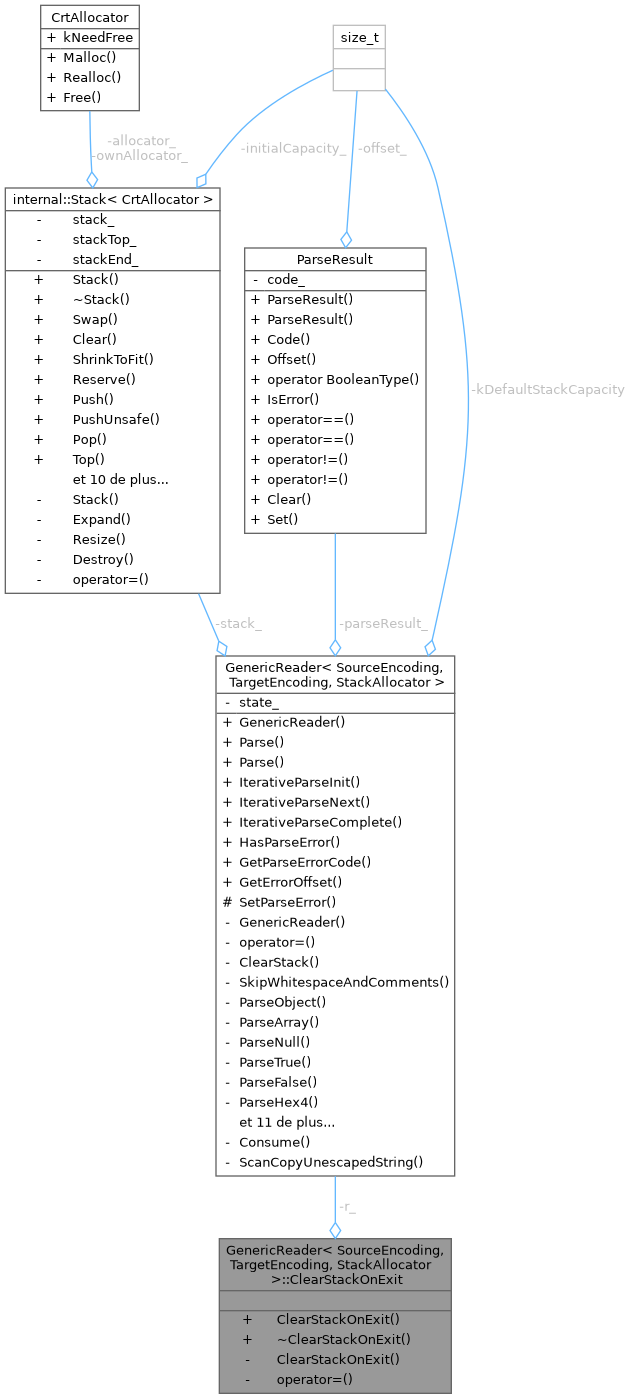 CrtAllocator
+ kNeedFree
+ Malloc()
+ Realloc()
+ Free()
size_t
-allocator_
-ownAllocator_
-initialCapacity_
-offset_
internal::Stack< CrtAllocator >
- stack_
- stackTop_
- stackEnd_
+ Stack()
+ ~Stack()
+ Swap()
+ Clear()
+ ShrinkToFit()
+ Reserve()
+ Push()
+ PushUnsafe()
+ Pop()
+ Top()
et 10 de plus...
- Stack()
- Expand()
- Resize()
- Destroy()
- operator=()
ParseResult
- code_
+ ParseResult()
+ ParseResult()
+ Code()
+ Offset()
+ operator BooleanType()
+ IsError()
+ operator==()
+ operator==()
+ operator!=()
+ operator!=()
+ Clear()
+ Set()
-kDefaultStackCapacity
-stack_
-parseResult_
GenericReader< SourceEncoding,
TargetEncoding, StackAllocator >
- state_
+ GenericReader()
+ Parse()
+ Parse()
+ IterativeParseInit()
+ IterativeParseNext()
+ IterativeParseComplete()
+ HasParseError()
+ GetParseErrorCode()
+ GetErrorOffset()
# SetParseError()
- GenericReader()
- operator=()
- ClearStack()
- SkipWhitespaceAndComments()
- ParseObject()
- ParseArray()
- ParseNull()
- ParseTrue()
- ParseFalse()
- ParseHex4()
et 11 de plus...
- Consume()
- ScanCopyUnescapedString()
-r_
GenericReader< SourceEncoding,
TargetEncoding, StackAllocator
>::ClearStackOnExit
+ ClearStackOnExit()
+ ~ClearStackOnExit()
- ClearStackOnExit()
- operator=()